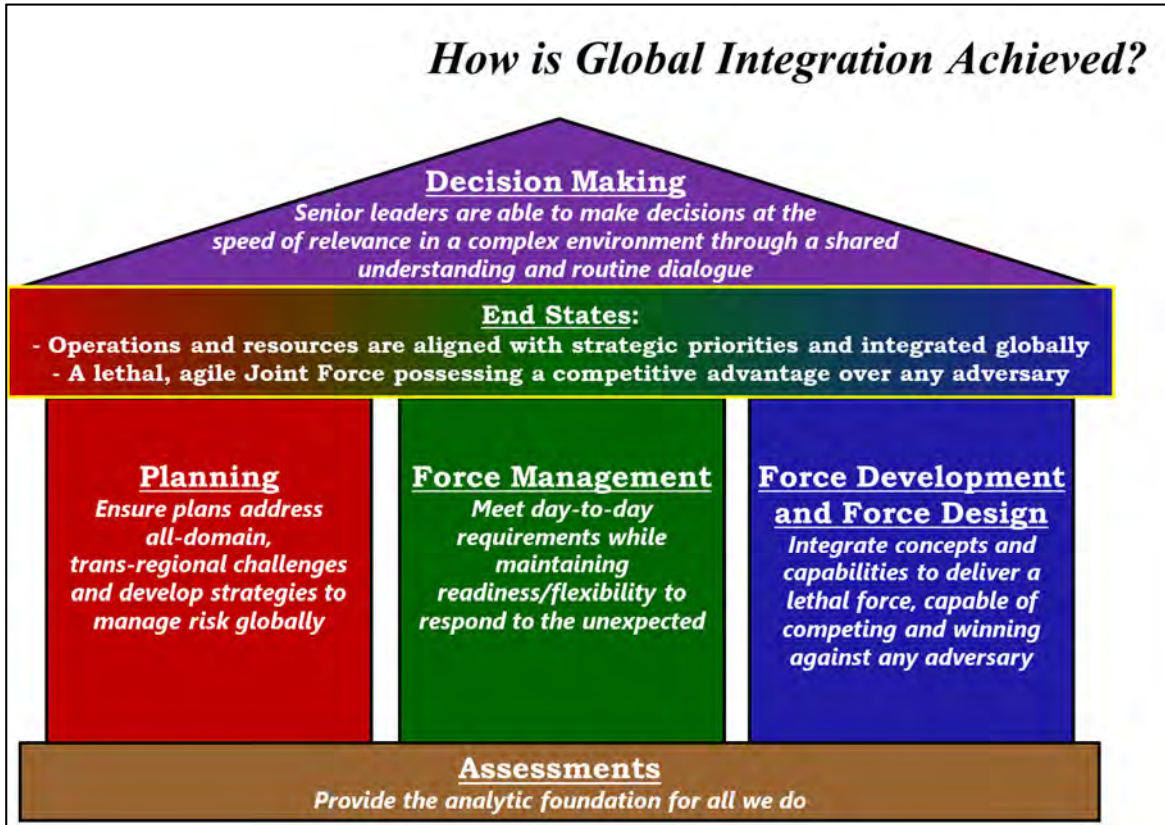 How is Global Integration Achieved?
Decision Making
Senior leaders are able to make decisions at the
speed of relevance in a complex environment through a shared
understanding and routine dialogue
End States:
- Operations and resources are aligned with strategic priorities and integrated globally
- A lethal, agile Joint Force possessing a competitive advantage over any adversary
Planning
Ensure plans address
all-domain,
trans-regional challenges
and develop strategies to
manage risk globally
Force Management
Meet day-to-day
requirements while
maintaining
readiness/flexibility to
respond to the unexpected
Force Development
and Force Design
Integrate concepts and
capabilities to deliver a
lethal force, capable of
competing and winning
against any adversary
Assessments
Provide the analytic foundation for all we do